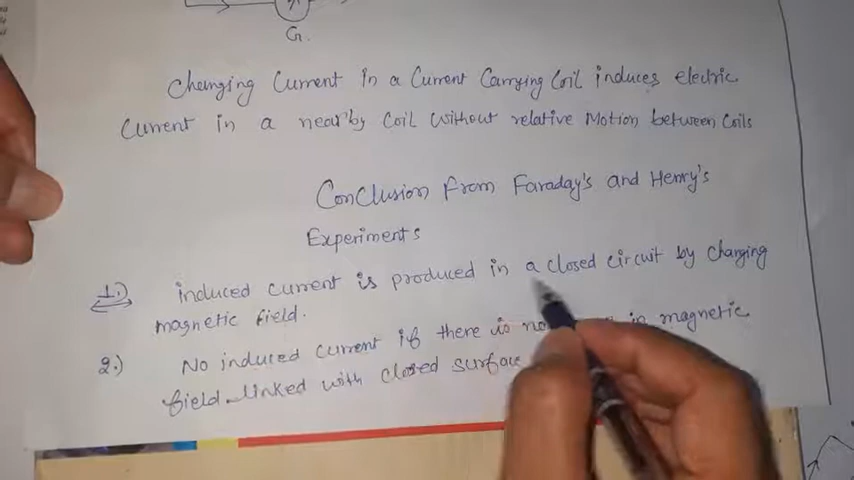 G.
Changing Current in a Current Carrying Coil induces electric
Current in a nearby Coil without relative Motion between Coils
Conclusion from Faraday's and Henry's
Experiments
1.) induced current is produced in a closed circuit by changing
magnetic field.
2.) No induced current if there is in magnetic
field linked with closed surface